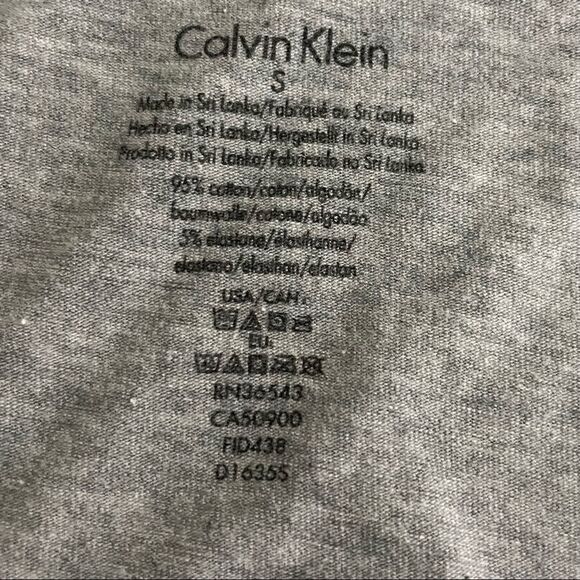 Calvin Klein
S
Made in Sri Lanka/Fabriqué au Sri Lanka
Hecho en Sri Lanka/Hergestellt in Sri Lanka
Prodotto in Sri Lanka/Fabricado no Sri Lanka
95% cotton/coton/algodón/
baumwolle/cotone/algodão
5% elastane/élasthanne/
elastano/elasthan/elastan
USA/CAN:
EU:
RN36543
CA50900
FID438
D1635S